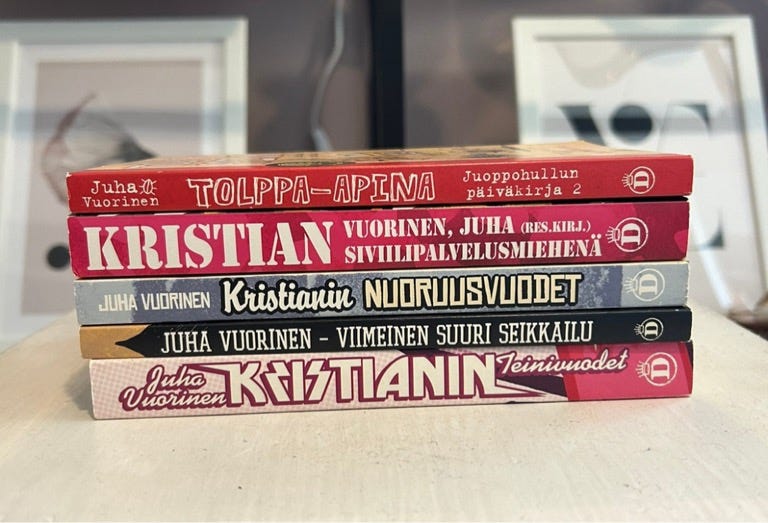 Juha Vuorinen TOLPPA-APINA Juoppohullun päiväkirja 2 D
KRISTIAN VUORINEN, JUHA (RES.KIRJ.) SIVIILIPALVELUSMIEHENÄ D
JUHA VUORINEN Kristianin NUORUUSVUODET D
JUHA VUORINEN - VIIMEINEN SUURI SEIKKAILU D
Juha Vuorinen KRISTIANIN Teinivuodet D